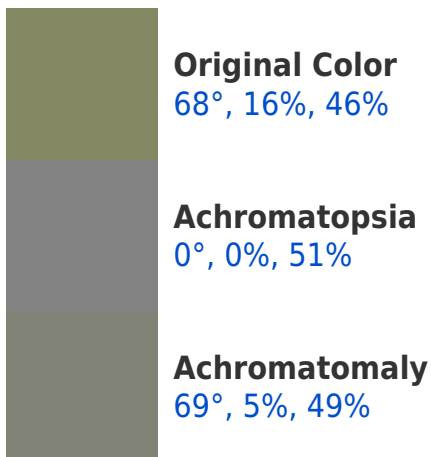 Original Color
68°, 16%, 46%
Achromatopsia
0°, 0%, 51%
Achromatomaly
69°, 5%, 49%